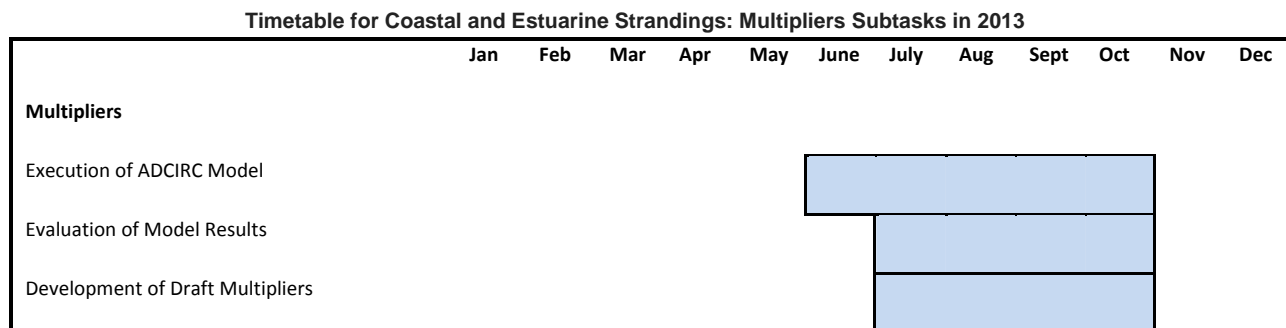 Timetable for Coastal and Estuarine Strandings: Multipliers Subtasks in 2013
Jan Feb Mar Apr May June July Aug Sept Oct Nov Dec
Multipliers
Execution of ADCIRC Model
Evaluation of Model Results
Development of Draft Multipliers